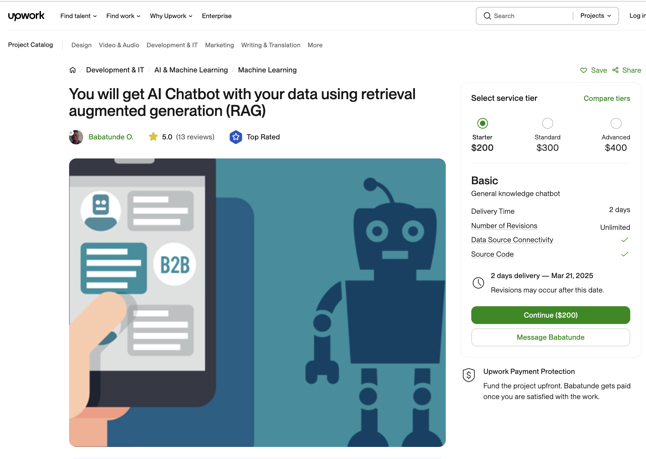 upwork Find talent Find work Why Upwork Enterprise Search Projects Log in
Project Catalog Design Video & Audio Development & IT Marketing Writing & Translation More
Development & IT / AI & Machine Learning / Machine Learning
Save Share
You will get AI Chatbot with your data using retrieval
augmented generation (RAG)
Babatunde O. 5.0 (13 reviews) Top Rated
B2B
Select service tier Compare tiers
Starter Standard Advanced
$200 $300 $400
Basic
General knowledge chatbot
Delivery Time 2 days
Number of Revisions Unlimited
Data Source Connectivity
Source Code
2 days delivery — Mar 21, 2025
Revisions may occur after this date.
Continue ($200)
Message Babatunde
Upwork Payment Protection
Fund the project upfront. Babatunde gets paid
once you are satisfied with the work.